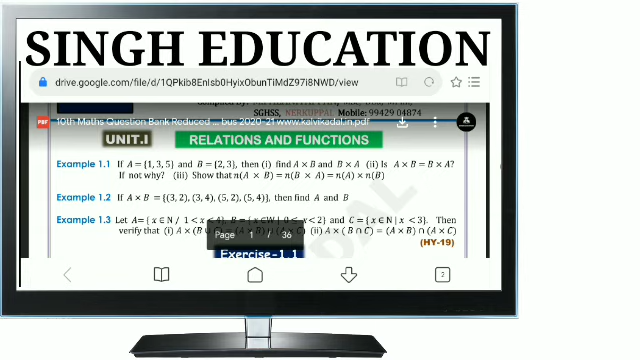 SINGH EDUCATION
drive.google.com/file/d/1QPkib8EnIsb0HyixObunTiMdZ97i8NWD/view
SGHSS, NERKUPPAI, Mobile: 99429 04874
PDF 10th Maths Question Bank Reduced ... bus 2020-21 www.kalvikadal.in.pdf
UNIT.I RELATIONS AND FUNCTIONS
Example 1.1 If A = {1, 3, 5} and B = {2, 3}, then (i) find A × B and B × A (ii) Is A × B = B × A?
If not why? (iii) Show that n(A × B) = n(B × A) = n(A) × n(B)
Example 1.2 If A × B = {(3, 2), (3, 4), (5, 2), (5, 4)}, then find A and B
Example 1.3 Let A= { x ∈ N / 1 < x < 4}, B = { x ∈W | 0 ≤ x < 2} and C = { x ∈ N | x < 3}. Then
verify that (i) A × (B ∪ C) = (A × B) ∪ (A × C) (ii) A × ( B ∩ C) = (A × B) ∩ (A × C)
(HY-19)
Page 1 / 36
Exercise-1.1
2